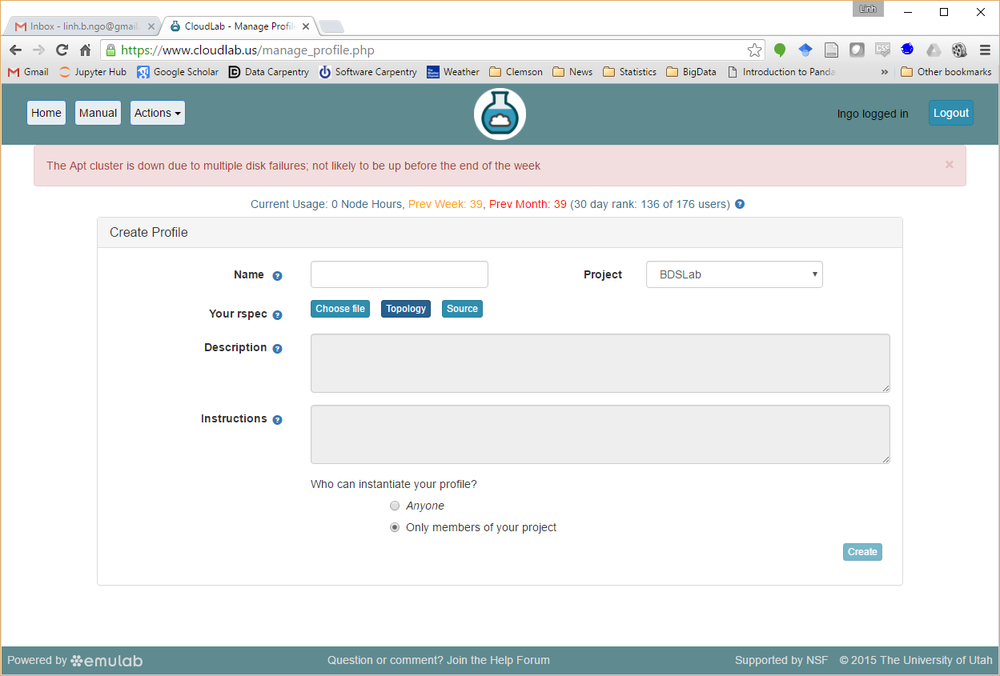 Linh
Inbox - linh.b.ngo@gmail.
CloudLab - Manage Profile
https://www.cloudlab.us/manage_profile.php
Gmail Jupyter Hub Google Scholar Data Carpentry Software Carpentry Weather Clemson News Statistics BigData Introduction to Panda » Other bookmarks
Home Manual Actions lngo logged in Logout
The Apt cluster is down due to multiple disk failures; not likely to be up before the end of the week ×
Current Usage: 0 Node Hours, Prev Week: 39, Prev Month: 39 (30 day rank: 136 of 176 users) ?
Create Profile
Name ? Project BDSLab
Your rspec ? Choose file Topology Source
Description ?
Instructions ?
Who can instantiate your profile?
Anyone
Only members of your project
Create
Powered by emulab Question or comment? Join the Help Forum Supported by NSF © 2015 The University of Utah